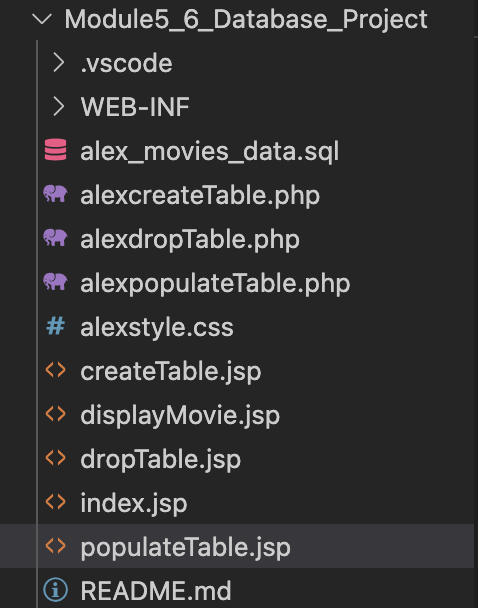 Module5_6_Database_Project
.vscode
WEB-INF
alex_movies_data.sql
alexcreateTable.php
alexdropTable.php
alexpopulateTable.php
# alexstyle.css
createTable.jsp
displayMovie.jsp
dropTable.jsp
index.jsp
populateTable.jsp
README.md